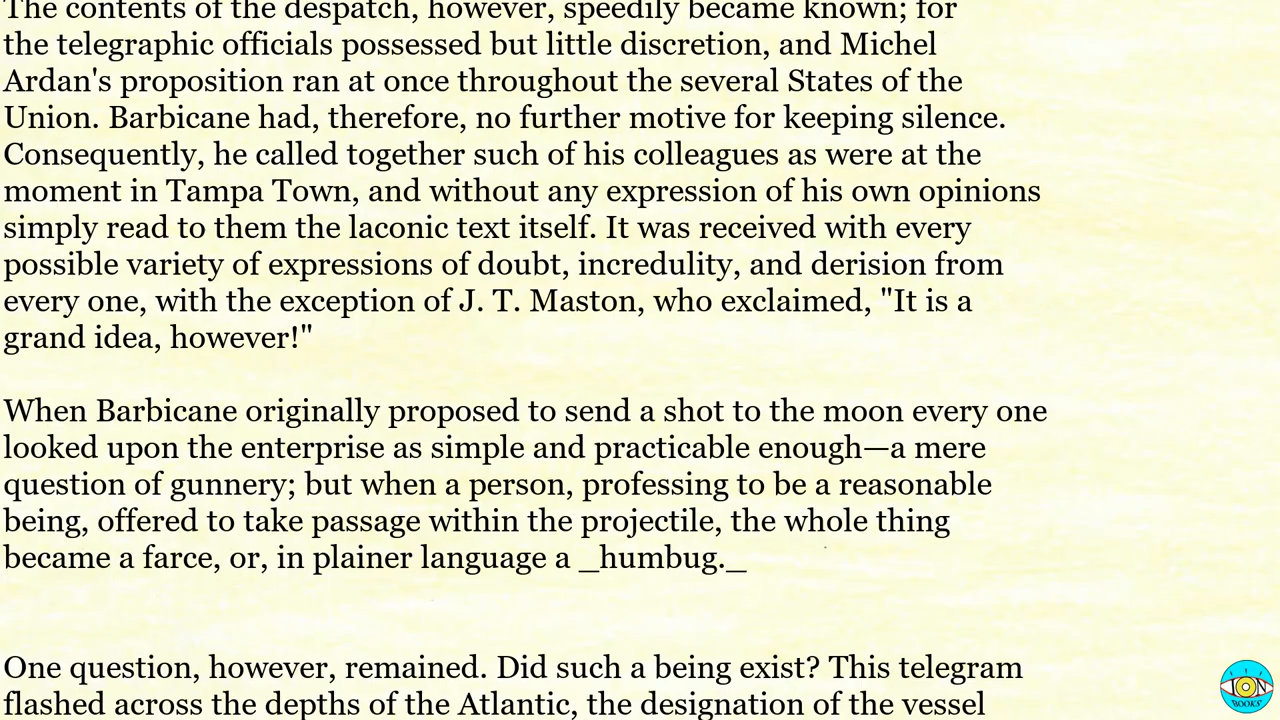 The contents of the despatch, however, speedily became known; for
the telegraphic officials possessed but little discretion, and Michel
Ardan's proposition ran at once throughout the several States of the
Union. Barbicane had, therefore, no further motive for keeping silence.
Consequently, he called together such of his colleagues as were at the
moment in Tampa Town, and without any expression of his own opinions
simply read to them the laconic text itself. It was received with every
possible variety of expressions of doubt, incredulity, and derision from
every one, with the exception of J. T. Maston, who exclaimed, "It is a
grand idea, however!"
When Barbicane originally proposed to send a shot to the moon every one
looked upon the enterprise as simple and practicable enough—a mere
question of gunnery; but when a person, professing to be a reasonable
being, offered to take passage within the projectile, the whole thing
became a farce, or, in plainer language a _humbug._
One question, however, remained. Did such a being exist? This telegram
flashed across the depths of the Atlantic, the designation of the vessel
ION
BOOKS